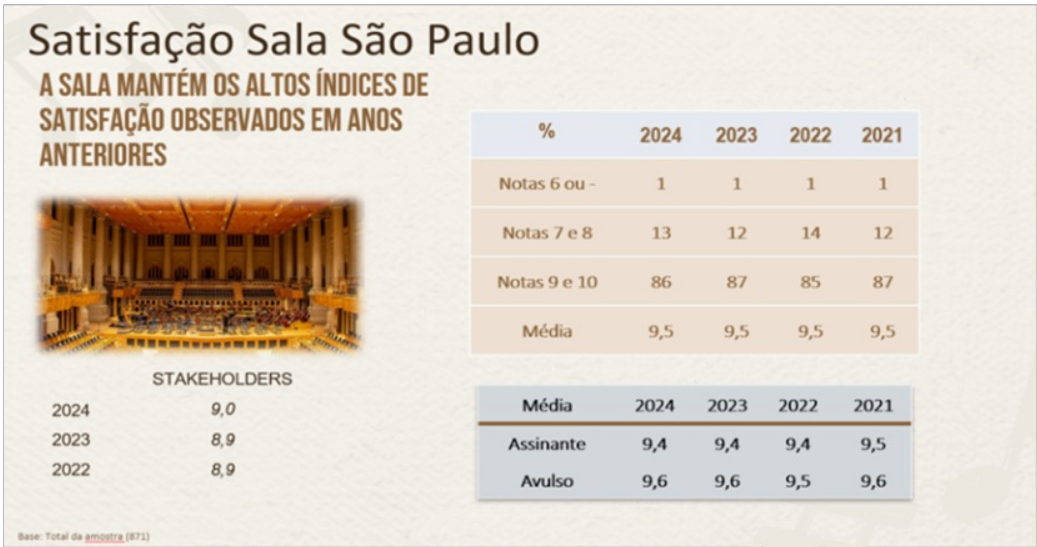 Satisfação Sala São Paulo
A SALA MANTÉM OS ALTOS ÍNDICES DE
SATISFAÇÃO OBSERVADOS EM ANOS
ANTERIORES
% 2024 2023 2022 2021
Notas 6 ou - 1 1 1 1
Notas 7 e 8 13 12 14 12
Notas 9 e 10 86 87 85 87
Média 9,5 9,5 9,5 9,5
STAKEHOLDERS
2024 9,0
2023 8,9
2022 8,9
Média 2024 2023 2022 2021
Assinante 9,4 9,4 9,4 9,5
Avulso 9,6 9,6 9,5 9,6
Base: Total da amostra (871)